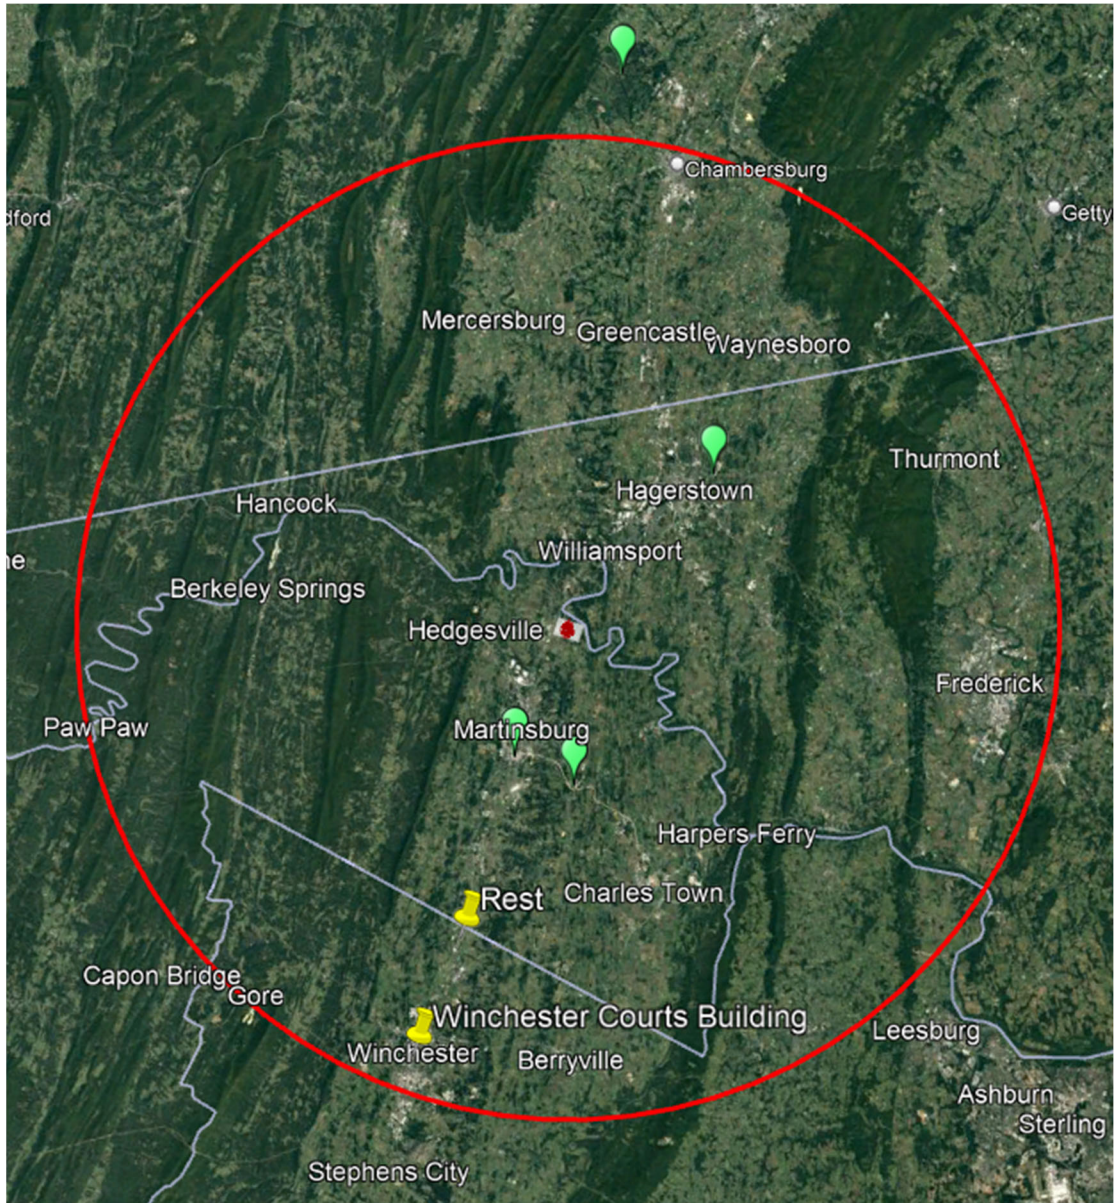 Chambersburg
dford
Getty
Mercersburg
Greencastle
Waynesboro
Thurmont
Hagerstown
Hancock
Williamsport
ne
Berkeley Springs
Hedgesville
Frederick
Paw Paw
Martinsburg
Harpers Ferry
Rest
Charles Town
Capon Bridge
Gore
Winchester Courts Building
Leesburg
Winchester
Berryville
Ashburn
Sterling
Stephens City